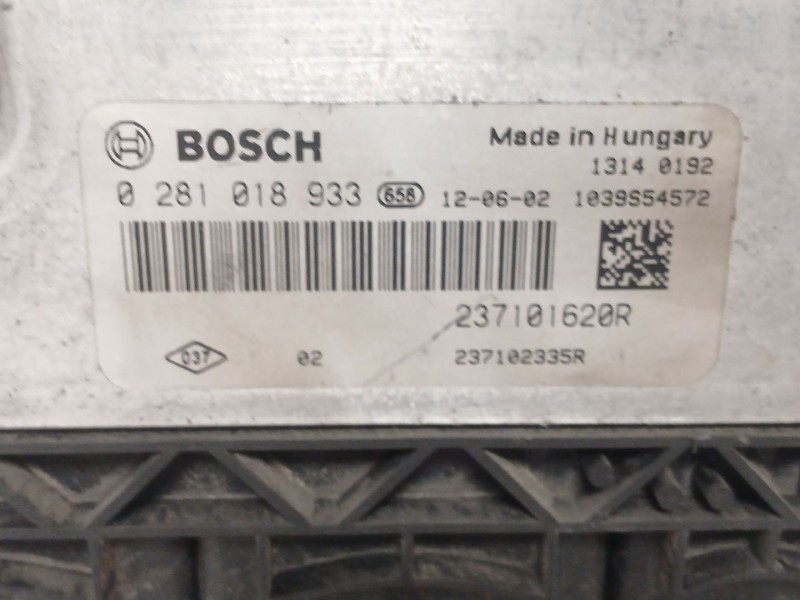 BOSCH Made in Hungary
1314 0192
0 281 018 933 658 12-06-02 1039S54572
237101620R
037 02 237102335R